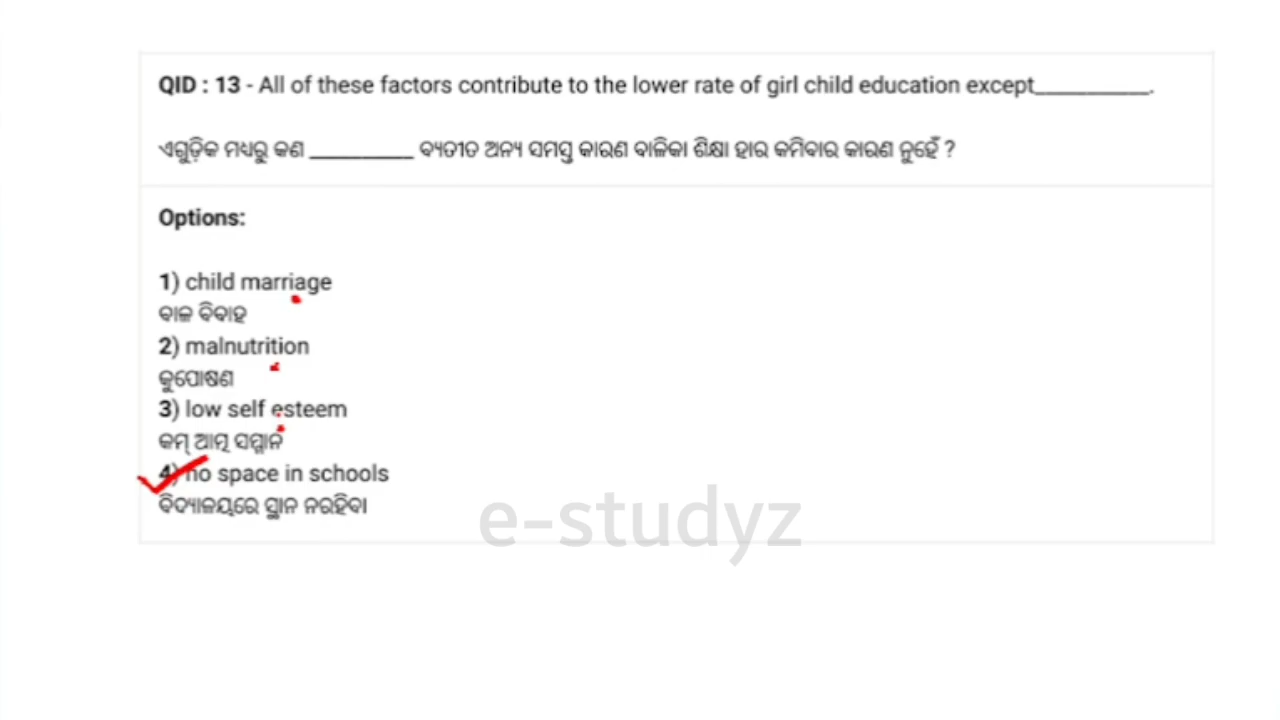 QID : 13 - All of these factors contribute to the lower rate of girl child education except___________.
ଏଗୁଡ଼ିକ ମଧ୍ୟରୁ କଣ __________ ବ୍ୟତୀତ ଅନ୍ୟ ସମସ୍ତ କାରଣ ବାଳିକା ଶିକ୍ଷା ହାର କମିବାର କାରଣ ନୁହେଁ ?
Options:
1) child marriage
ବାଳ ବିବାହ
2) malnutrition
କୁପୋଷଣ
3) low self esteem
କମ୍ ଆତ୍ମ ସମ୍ମାନ
4) no space in schools
ବିଦ୍ୟାଳୟରେ ସ୍ଥାନ ନରହିବା
e-studyz